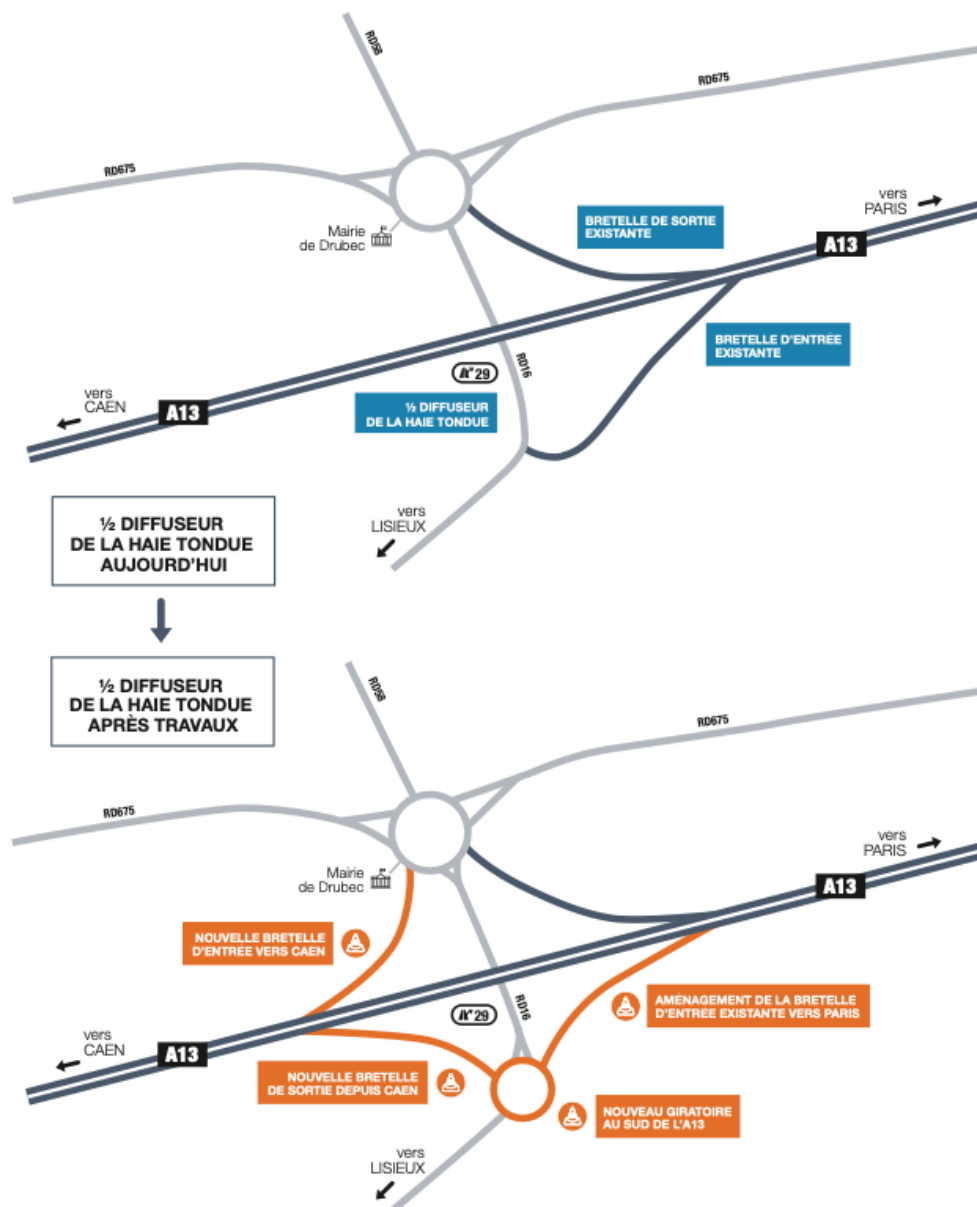 RD58
RD675
RD675
vers
PARIS
BRETELLE DE SORTIE
EXISTANTE
Mairie
de Drubec
A13
BRETELLE D'ENTRÉE
EXISTANTE
RD16
N° 29
vers
CAEN
A13
½ DIFFUSEUR
DE LA HAIE TONDUE
vers
LISIEUX
½ DIFFUSEUR
DE LA HAIE TONDUE
AUJOURD'HUI
½ DIFFUSEUR
DE LA HAIE TONDUE
APRÈS TRAVAUX
RD58
RD675
RD675
vers
PARIS
Mairie
de Drubec
A13
NOUVELLE BRETELLE
D'ENTRÉE VERS CAEN
AMÉNAGEMENT DE LA BRETELLE
D'ENTRÉE EXISTANTE VERS PARIS
RD16
N° 29
vers
CAEN
A13
NOUVELLE BRETELLE
DE SORTIE DEPUIS CAEN
NOUVEAU GIRATOIRE
AU SUD DE L'A13
vers
LISIEUX